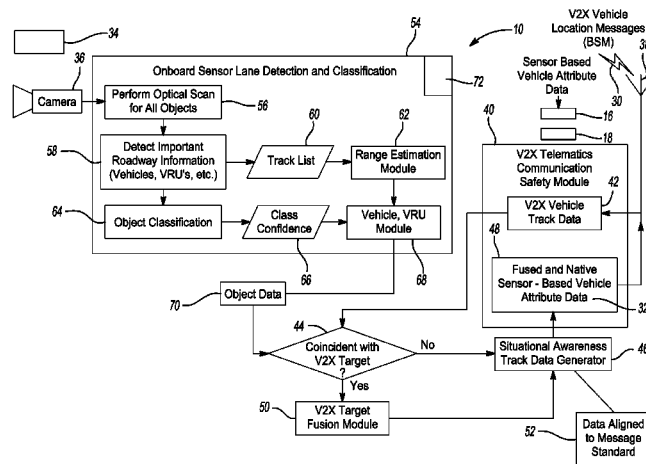 34
10
V2X Vehicle
Location Messages
(BSM)
38
30
54
Onboard Sensor Lane Detection and Classification
72
36
Camera
Perform Optical Scan
for All Objects
56
Sensor Based
Vehicle Attribute
Data
16
18
40
58
Detect Important
Roadway Information
(Vehicles, VRU's, etc.)
60
Track List
62
Range Estimation
Module
V2X Telematics
Communication
Safety Module
42
V2X Vehicle
Track Data
64
Object Classification
Class
Confidence
66
Vehicle, VRU
Module
68
48
Fused and Native
Sensor - Based Vehicle
Attribute Data
32
70
Object Data
44
Coincident with
V2X Target
?
No
Yes
Situational Awareness
Track Data Generator
46
50
V2X Target
Fusion Module
52
Data Aligned
to Message
Standard